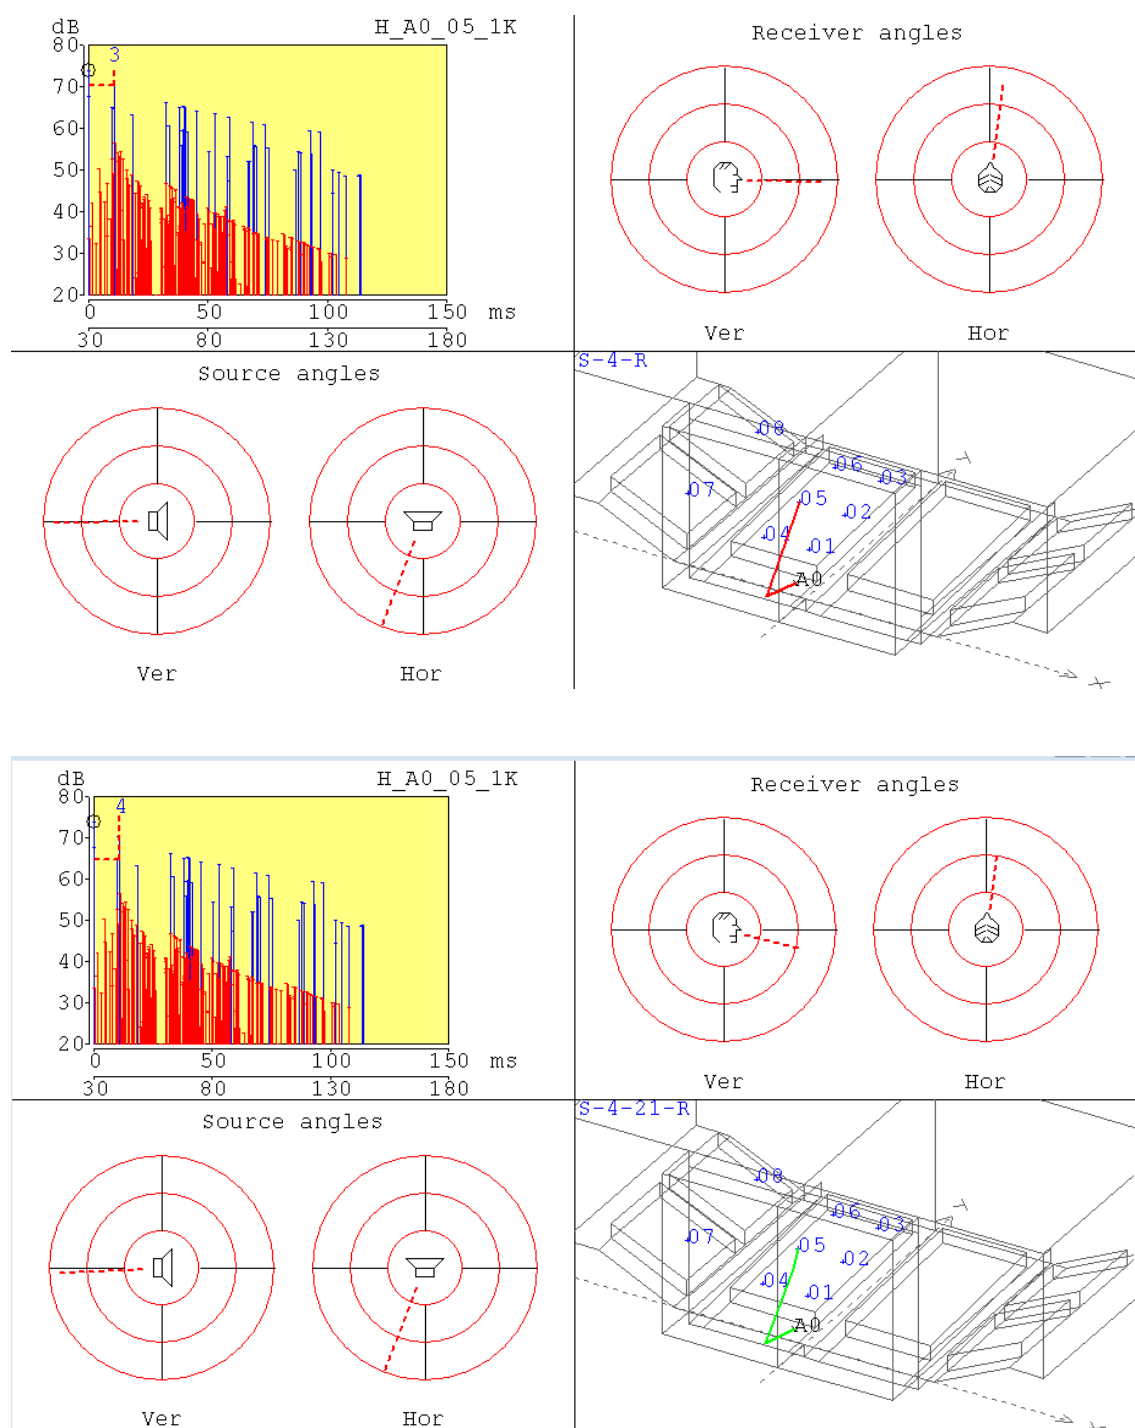 dB
H_A0_05_1K
80
3
70
60
50
40
30
20
0 50 100 150 ms
30 80 130 180
Receiver angles
Ver Hor
Source angles
Ver Hor
S-4-R
08
06
03
07
05
02
04
01
A0
Y
X
dB
H_A0_05_1K
80
4
70
60
50
40
30
20
0 50 100 150 ms
30 80 130 180
Receiver angles
Ver Hor
Source angles
Ver Hor
S-4-21-R
08
06
03
07
05
02
04
01
A0